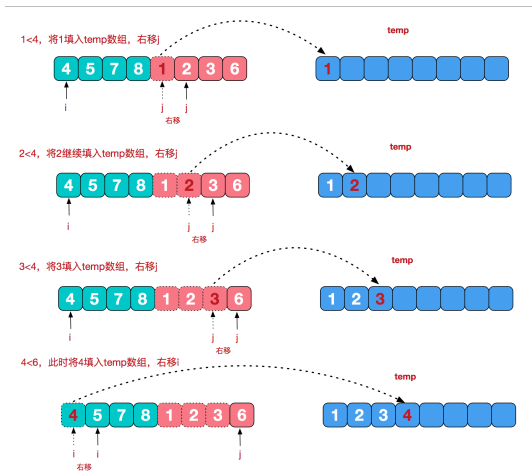 1<4，将1填入temp数组，右移j
temp
4 5 7 8 1 2 3 6
1
i j j
右移
2<4，将2继续填入temp数组，右移j
temp
4 5 7 8 1 2 3 6
1 2
i j j
右移
3<4，将3填入temp数组，右移j
temp
4 5 7 8 1 2 3 6
1 2 3
i j j
右移
4<6，此时将4填入temp数组，右移i
temp
4 5 7 8 1 2 3 6
1 2 3 4
i i j
右移